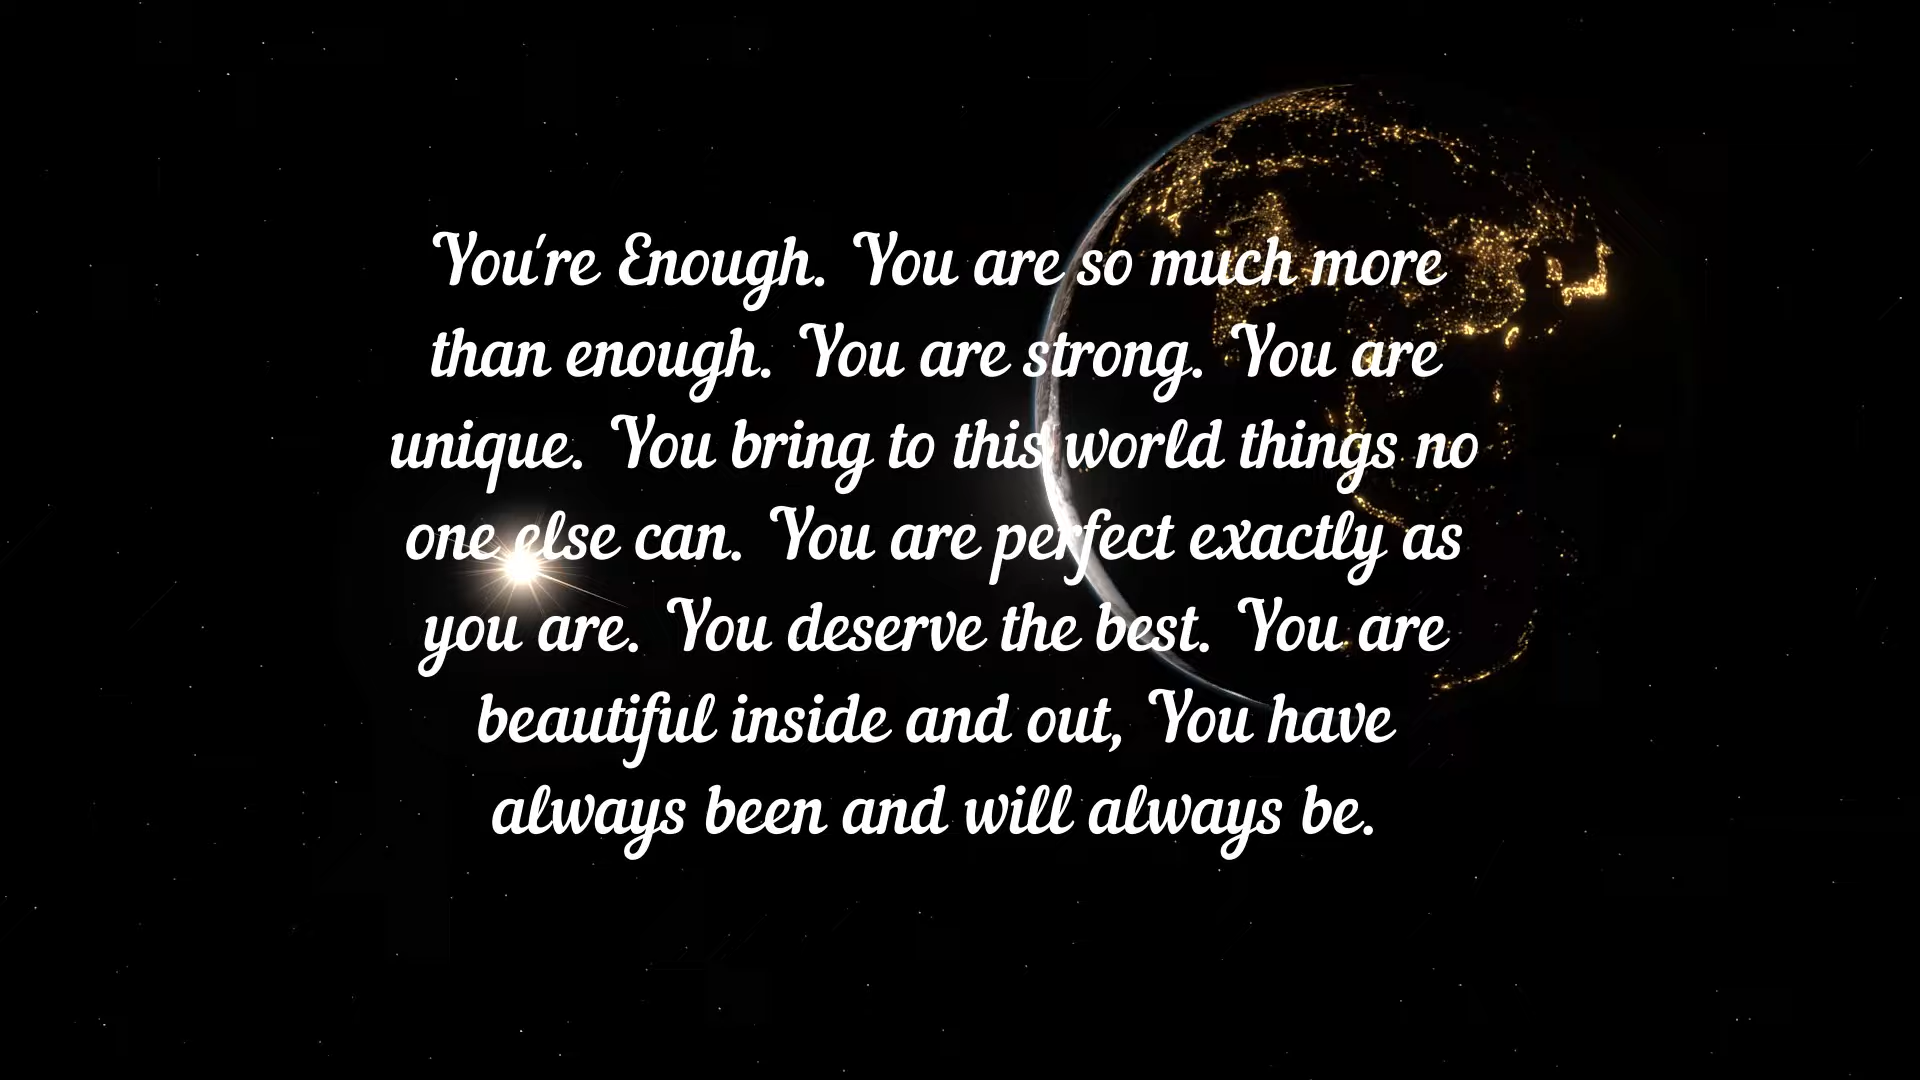 You're Enough. You are so much more
than enough. You are strong. You are
unique. You bring to this world things no
one else can. You are perfect exactly as
you are. You deserve the best. You are
beautiful inside and out, You have
always been and will always be.